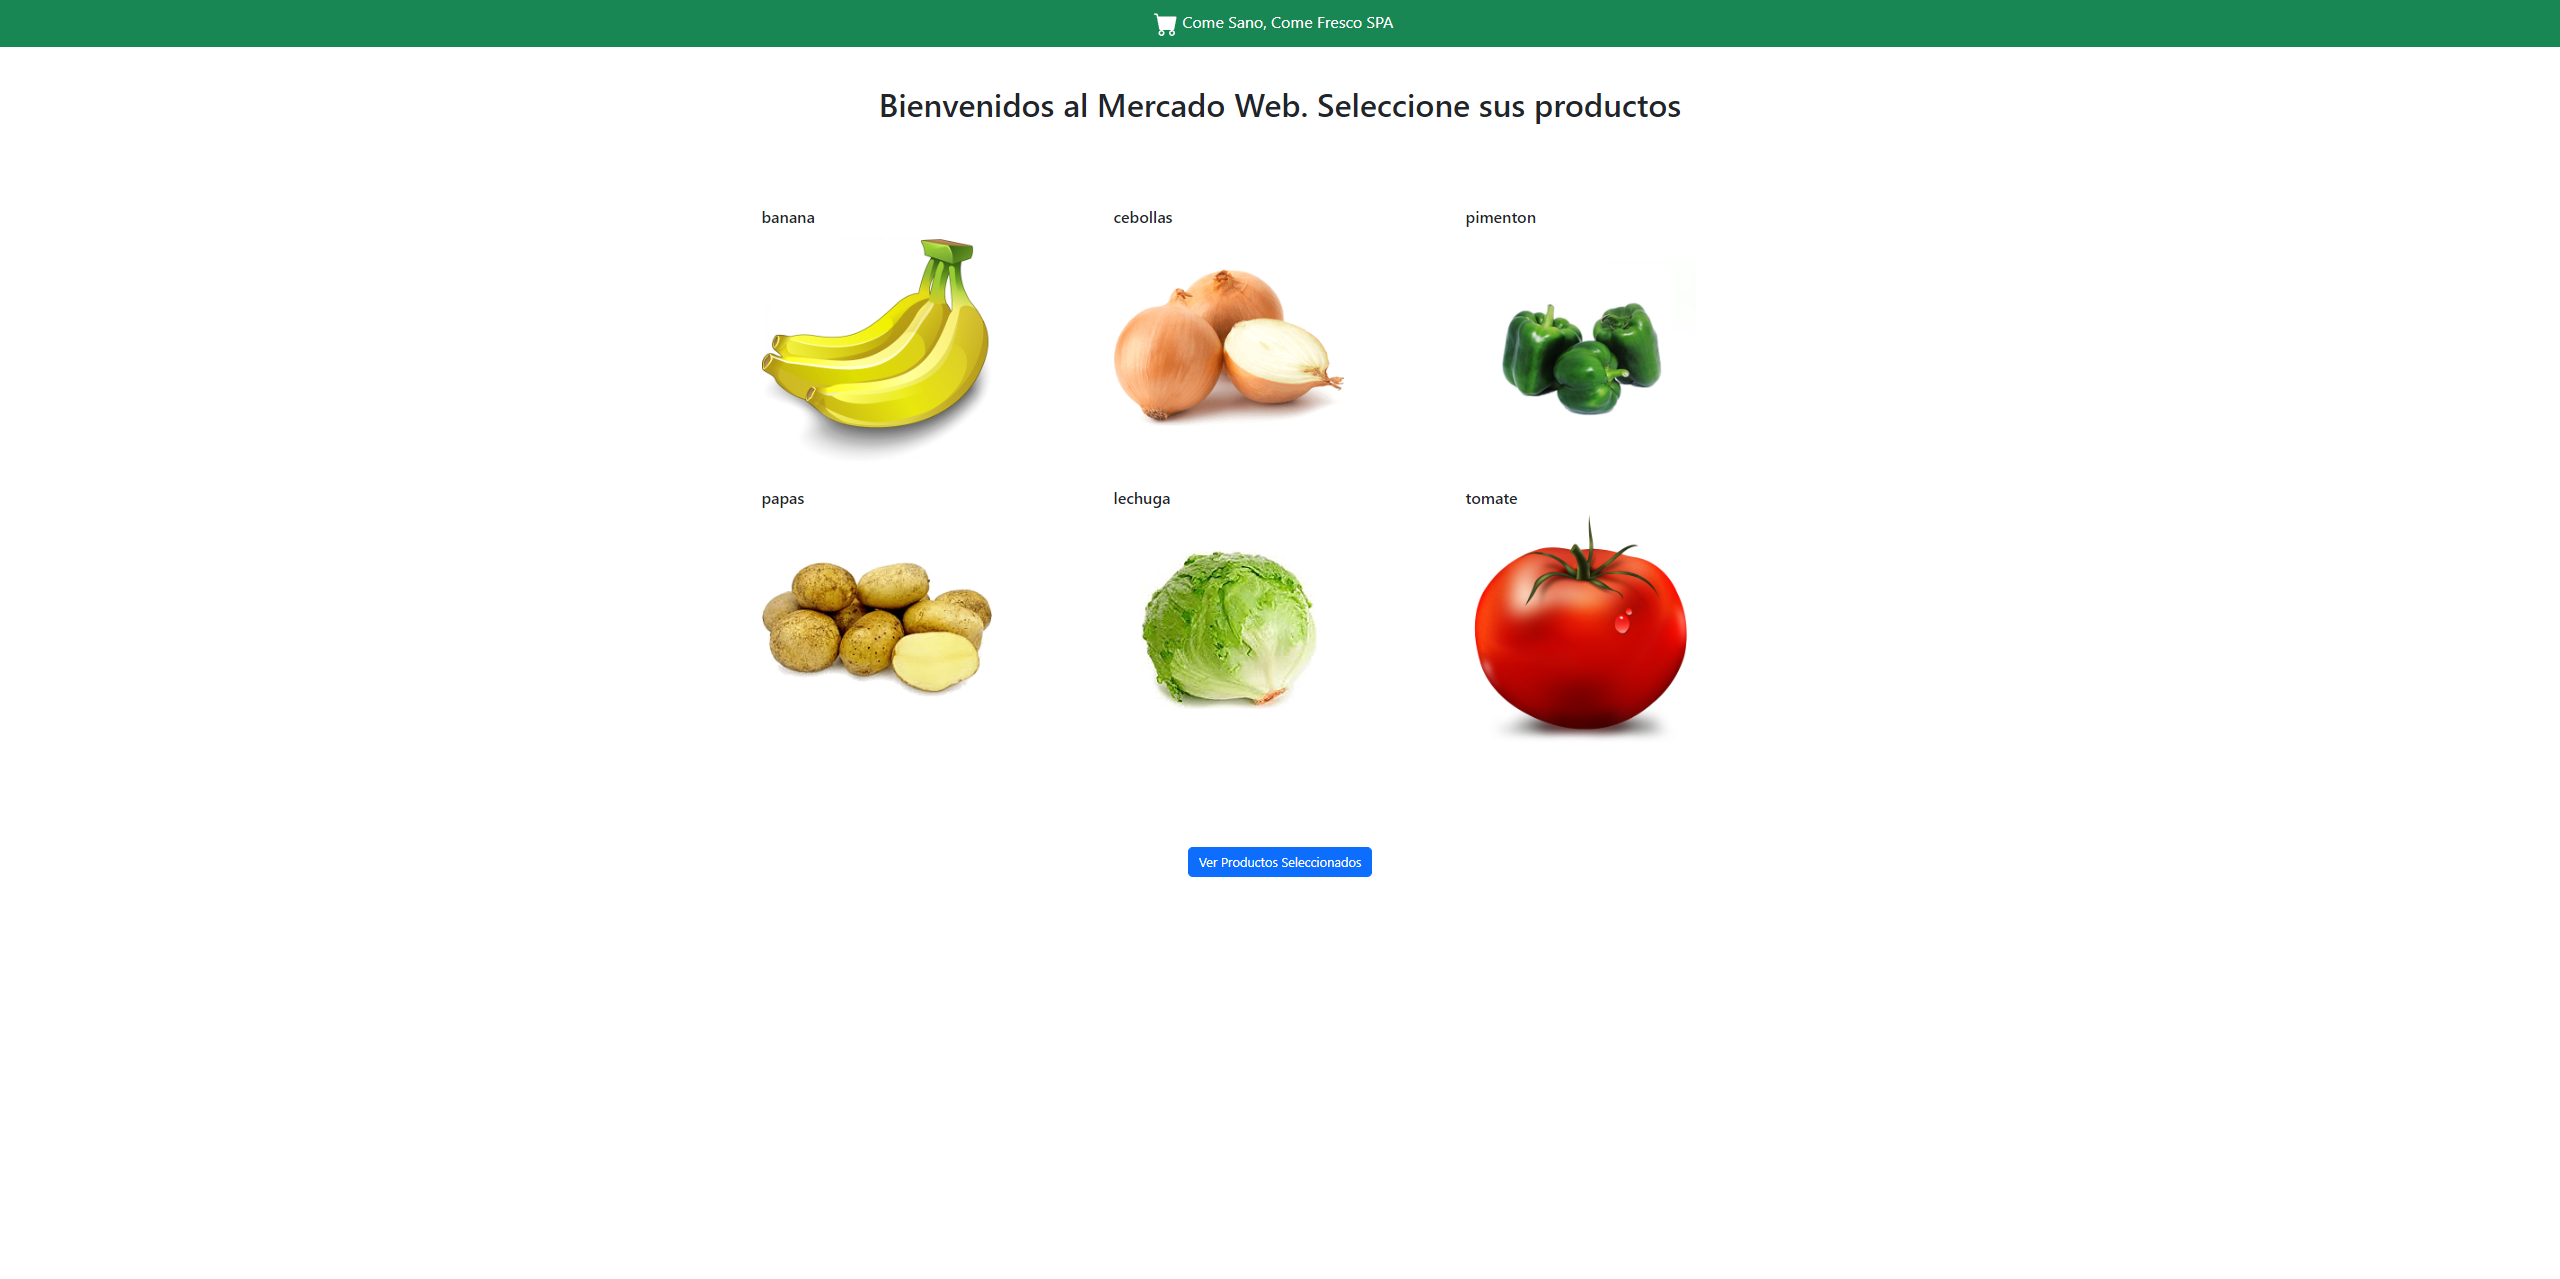 Come Sano, Come Fresco SPA
Bienvenidos al Mercado Web. Seleccione sus productos
banana
cebollas
pimenton
papas
lechuga
tomate
Ver Productos Seleccionados